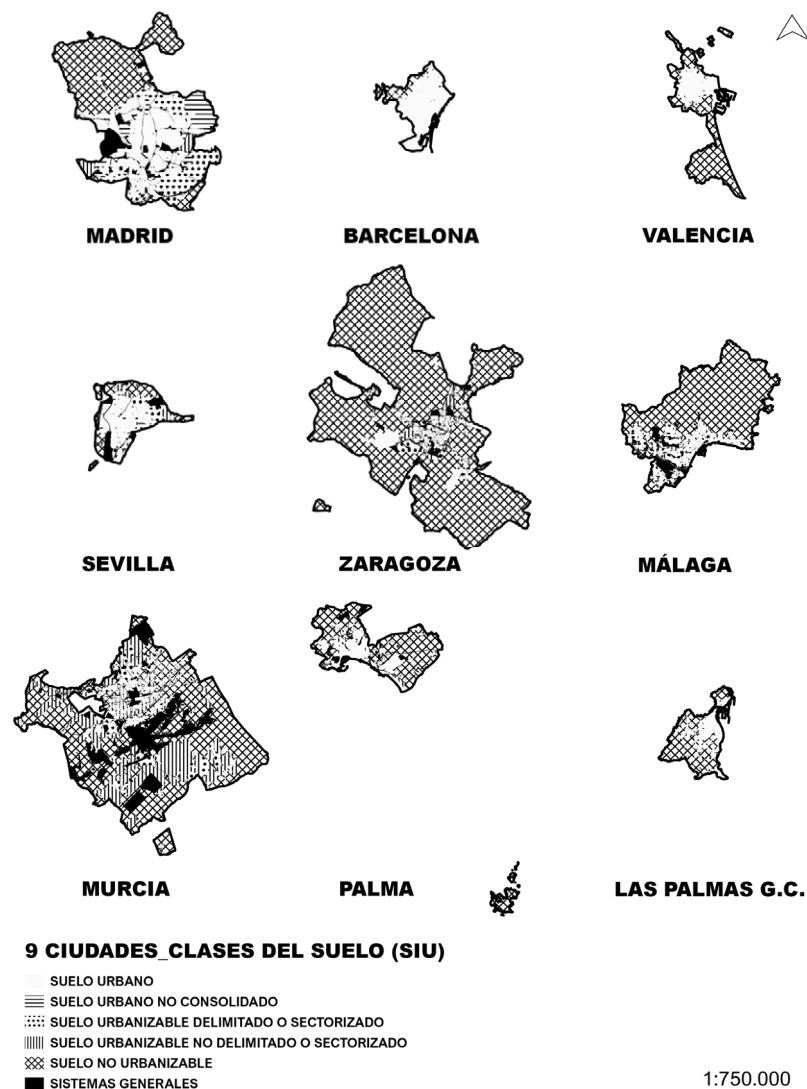 MADRID
BARCELONA
VALENCIA
SEVILLA
ZARAGOZA
MÁLAGA
MURCIA
PALMA
LAS PALMAS G.C.
9 CIUDADES_CLASES DEL SUELO (SIU)
SUELO URBANO
SUELO URBANO NO CONSOLIDADO
SUELO URBANIZABLE DELIMITADO O SECTORIZADO
SUELO URBANIZABLE NO DELIMITADO O SECTORIZADO
SUELO NO URBANIZABLE
SISTEMAS GENERALES
1:750.000